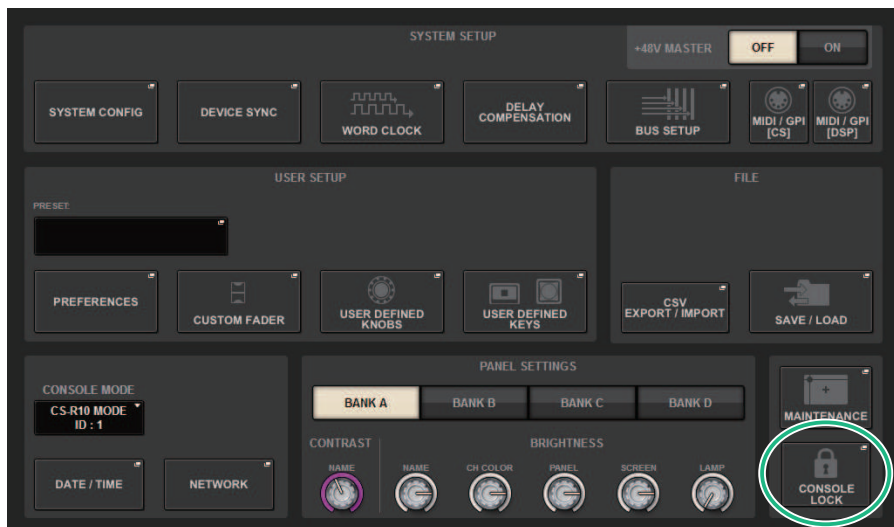 SYSTEM SETUP
+48V MASTER
OFF
ON
SYSTEM CONFIG
DEVICE SYNC
WORD CLOCK
DELAY
COMPENSATION
BUS SETUP
MIDI / GPI
[CS]
MIDI / GPI
[DSP]
USER SETUP
PRESET
PREFERENCES
CUSTOM FADER
USER DEFINED
KNOBS
USER DEFINED
KEYS
FILE
CSV
EXPORT / IMPORT
SAVE / LOAD
CONSOLE MODE
CS-R10 MODE
ID : 1
DATE / TIME
NETWORK
PANEL SETTINGS
BANK A
BANK B
BANK C
BANK D
CONTRAST
BRIGHTNESS
NAME
NAME
CH COLOR
PANEL
SCREEN
LAMP
MAINTENANCE
CONSOLE
LOCK